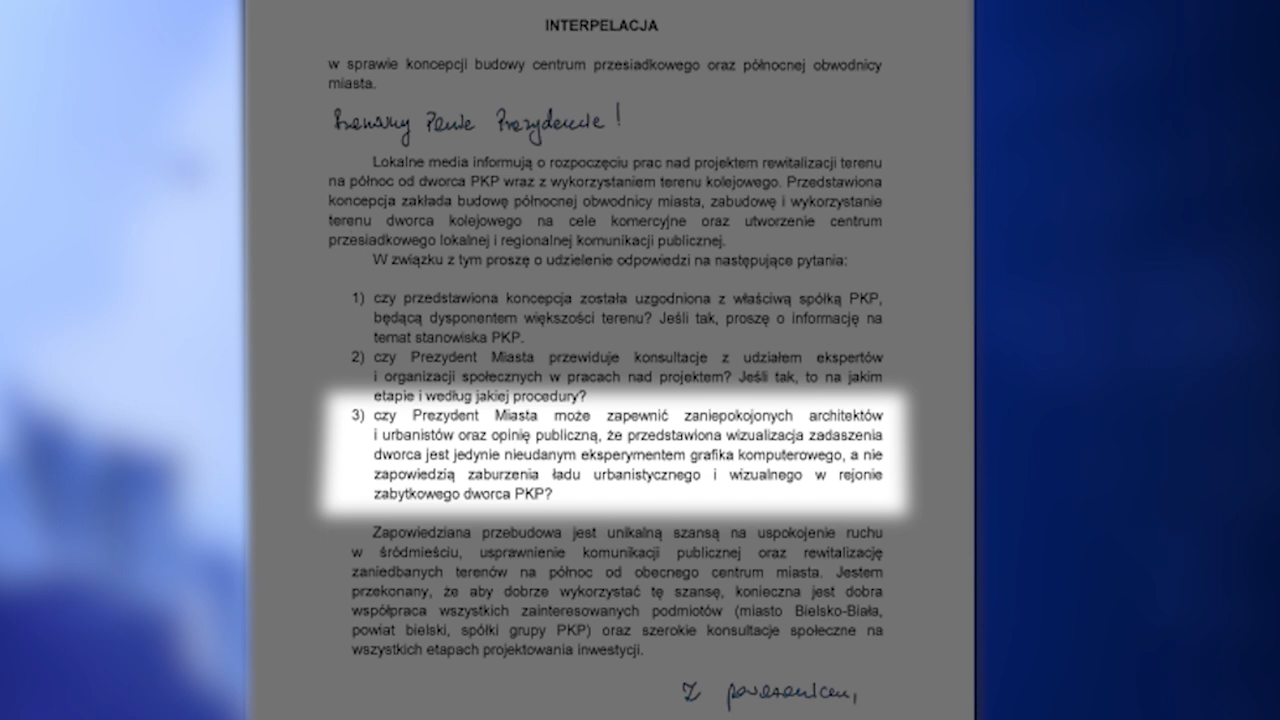 INTERPELACJA
w sprawie koncepcji budowy centrum przesiadkowego oraz północnej obwodnicy
miasta.
Szanowny Panie Prezydencie!
Lokalne media informują o rozpoczęciu prac nad projektem rewitalizacji terenu
na północ od dworca PKP wraz z wykorzystaniem terenu kolejowego. Przedstawiona
koncepcja zakłada budowę północnej obwodnicy miasta, zabudowę i wykorzystanie
terenu dworca kolejowego na cele komercyjne oraz utworzenie centrum
przesiadkowego lokalnej i regionalnej komunikacji publicznej.
W związku z tym proszę o udzielenie odpowiedzi na następujące pytania:
1) czy przedstawiona koncepcja została uzgodniona z właściwą spółką PKP,
będącą dysponentem większości terenu? Jeśli tak, proszę o informację na
temat stanowiska PKP.
2) czy Prezydent Miasta przewiduje konsultacje z udziałem ekspertów
i organizacji społecznych w pracach nad projektem? Jeśli tak, to na jakim
etapie i według jakiej procedury?
3) czy Prezydent Miasta może zapewnić zaniepokojonych architektów
i urbanistów oraz opinię publiczną, że przedstawiona wizualizacja zadaszenia
dworca jest jedynie nieudanym eksperymentem grafika komputerowego, a nie
zapowiedzią zaburzenia ładu urbanistycznego i wizualnego w rejonie
zabytkowego dworca PKP?
Zapowiedziana przebudowa jest unikalną szansą na uspokojenie ruchu
w śródmieściu, usprawnienie komunikacji publicznej oraz rewitalizację
zaniedbanych terenów na północ od obecnego centrum miasta. Jestem
przekonany, że aby dobrze wykorzystać tę szansę, konieczna jest dobra
współpraca wszystkich zainteresowanych podmiotów (miasto Bielsko-Biała,
powiat bielski, spółki grupy PKP) oraz szerokie konsultacje społeczne na
wszystkich etapach projektowania inwestycji.
Z poważaniem,